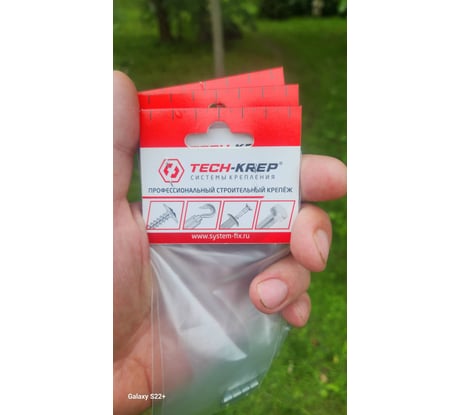 TECH-KREP®
СИСТЕМЫ КРЕПЛЕНИЯ
ПРОФЕССИОНАЛЬНЫЙ СТРОИТЕЛЬНЫЙ КРЕПЁЖ
www.system-fix.ru
Galaxy S22+